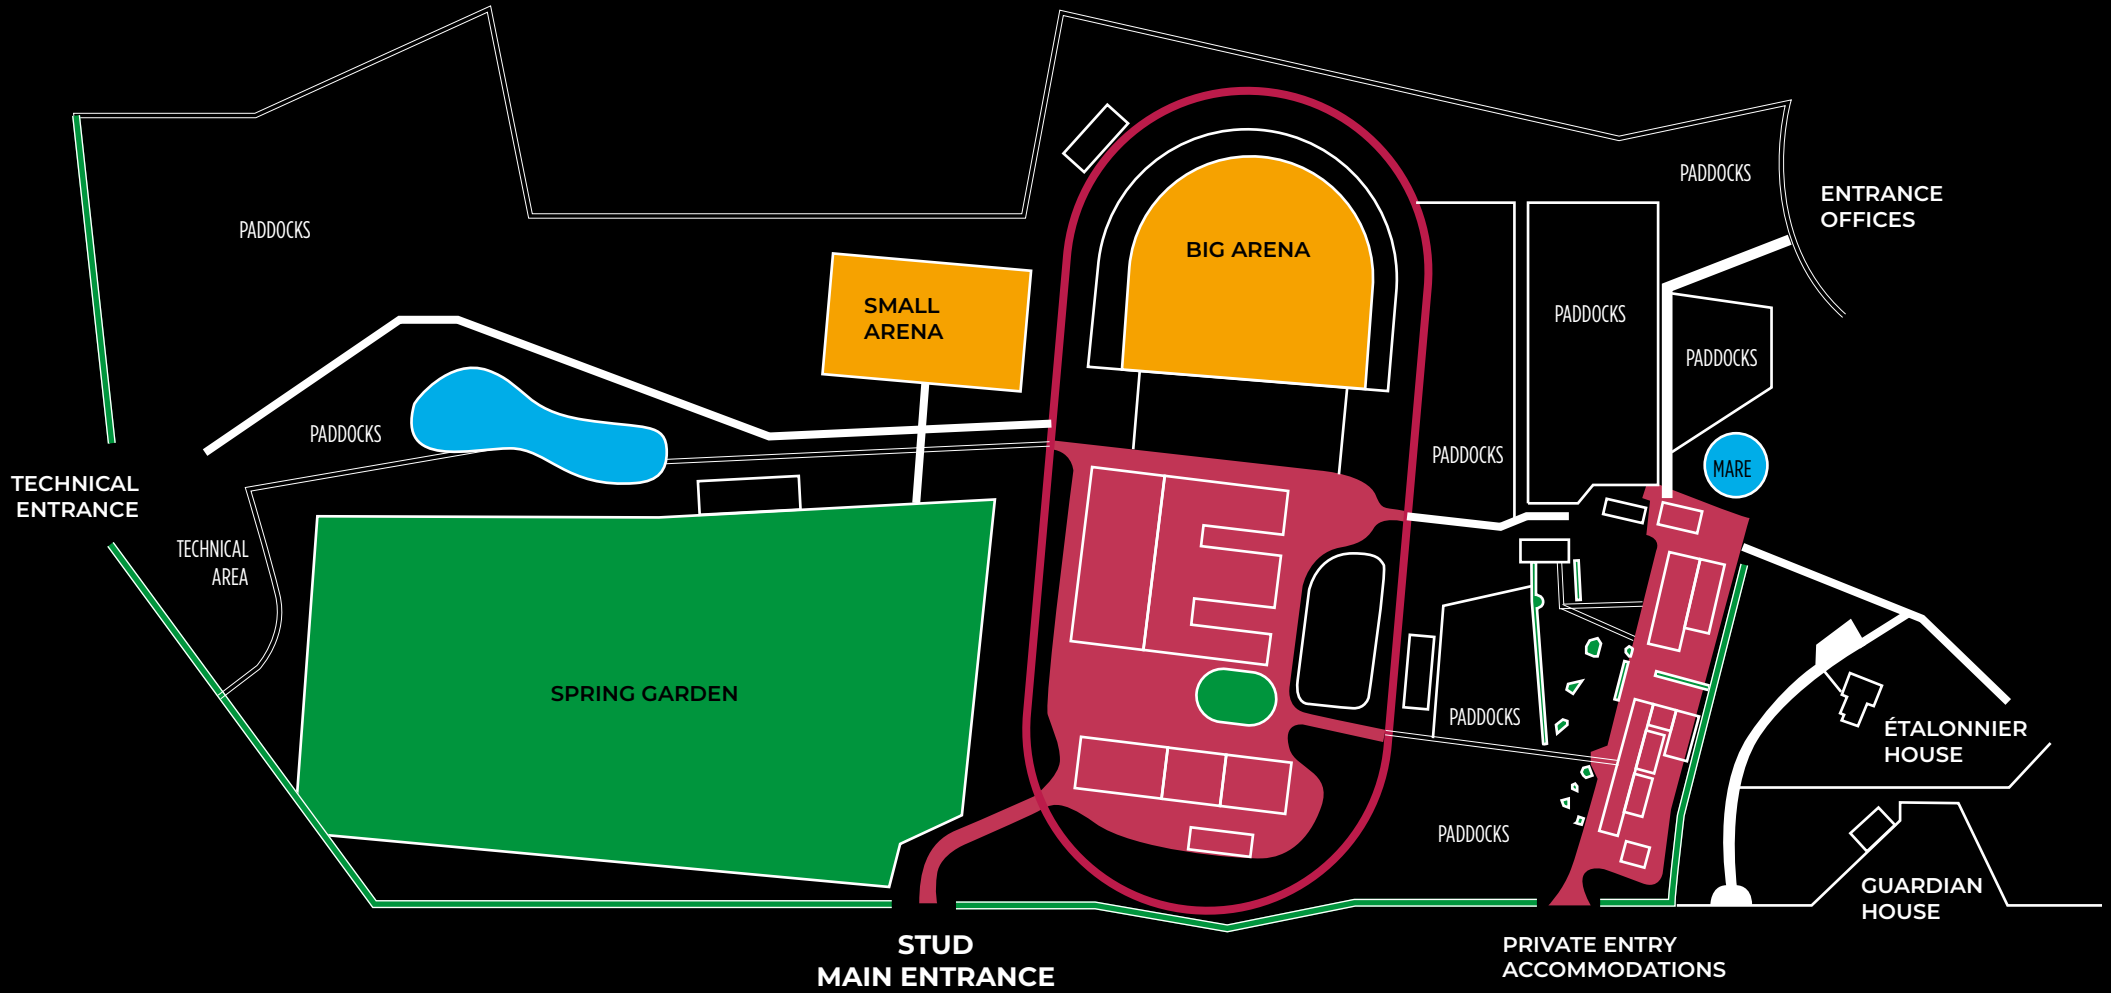 PADDOCKS
ENTRANCE
OFFICES
PADDOCKS
BIG ARENA
SMALL
ARENA
PADDOCKS
PADDOCKS
PADDOCKS
PADDOCKS
MARE
TECHNICAL
ENTRANCE
TECHNICAL
AREA
SPRING GARDEN
PADDOCKS
ÉTALONNIER
HOUSE
PADDOCKS
GUARDIAN
HOUSE
STUD
MAIN ENTRANCE
PRIVATE ENTRY
ACCOMMODATIONS